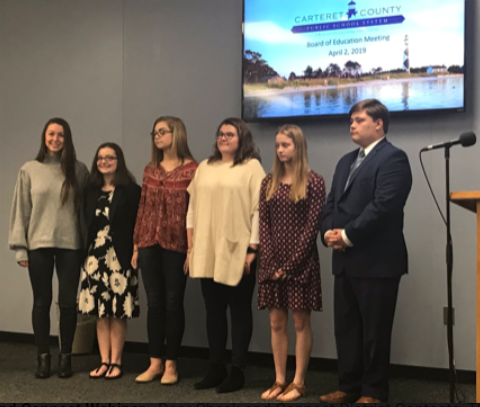 CARTERET COUNTY
PUBLIC SCHOOL SYSTEM
Board of Education Meeting
April 2, 2019